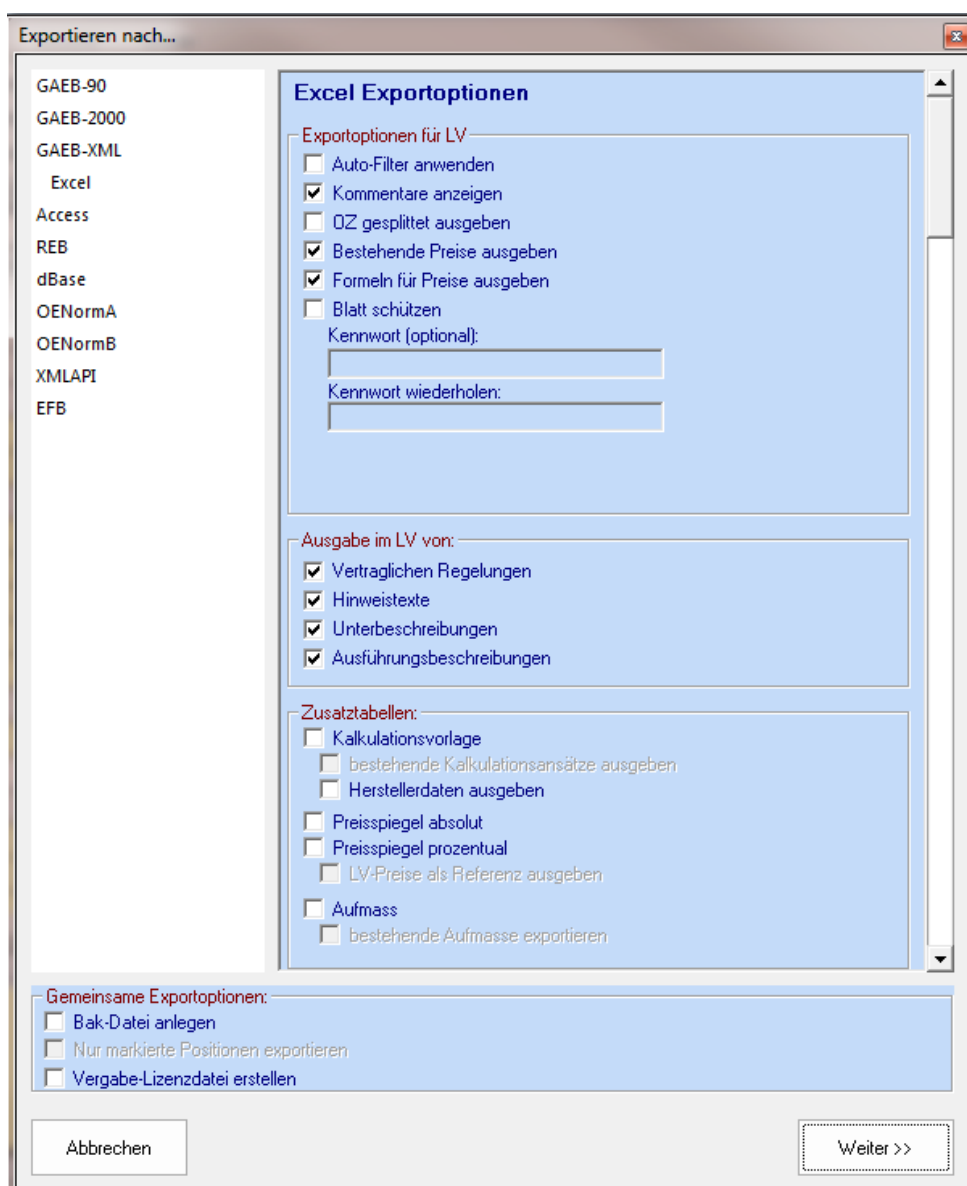 Exportieren nach...
GAEB-90
GAEB-2000
GAEB-XML
Excel
Access
REB
dBase
OENormA
OENormB
XMLAPI
EFB
Excel Exportoptionen
Exportoptionen für LV
Auto-Filter anwenden
Kommentare anzeigen
OZ gesplittet ausgeben
Bestehende Preise ausgeben
Formeln für Preise ausgeben
Blatt schützen
Kennwort (optional):
Kennwort wiederholen:
Ausgabe im LV von:
Vertraglichen Regelungen
Hinweistexte
Unterbeschreibungen
Ausführungsbeschreibungen
Zusatztabellen:
Kalkulationsvorlage
bestehende Kalkulationsansätze ausgeben
Herstellerdaten ausgeben
Preisspiegel absolut
Preisspiegel prozentual
LV-Preise als Referenz ausgeben
Aufmass
bestehende Aufmasse exportieren
Gemeinsame Exportoptionen:
Bak-Datei anlegen
Nur markierte Positionen exportieren
Vergabe-Lizenzdatei erstellen
Abbrechen
Weiter >>